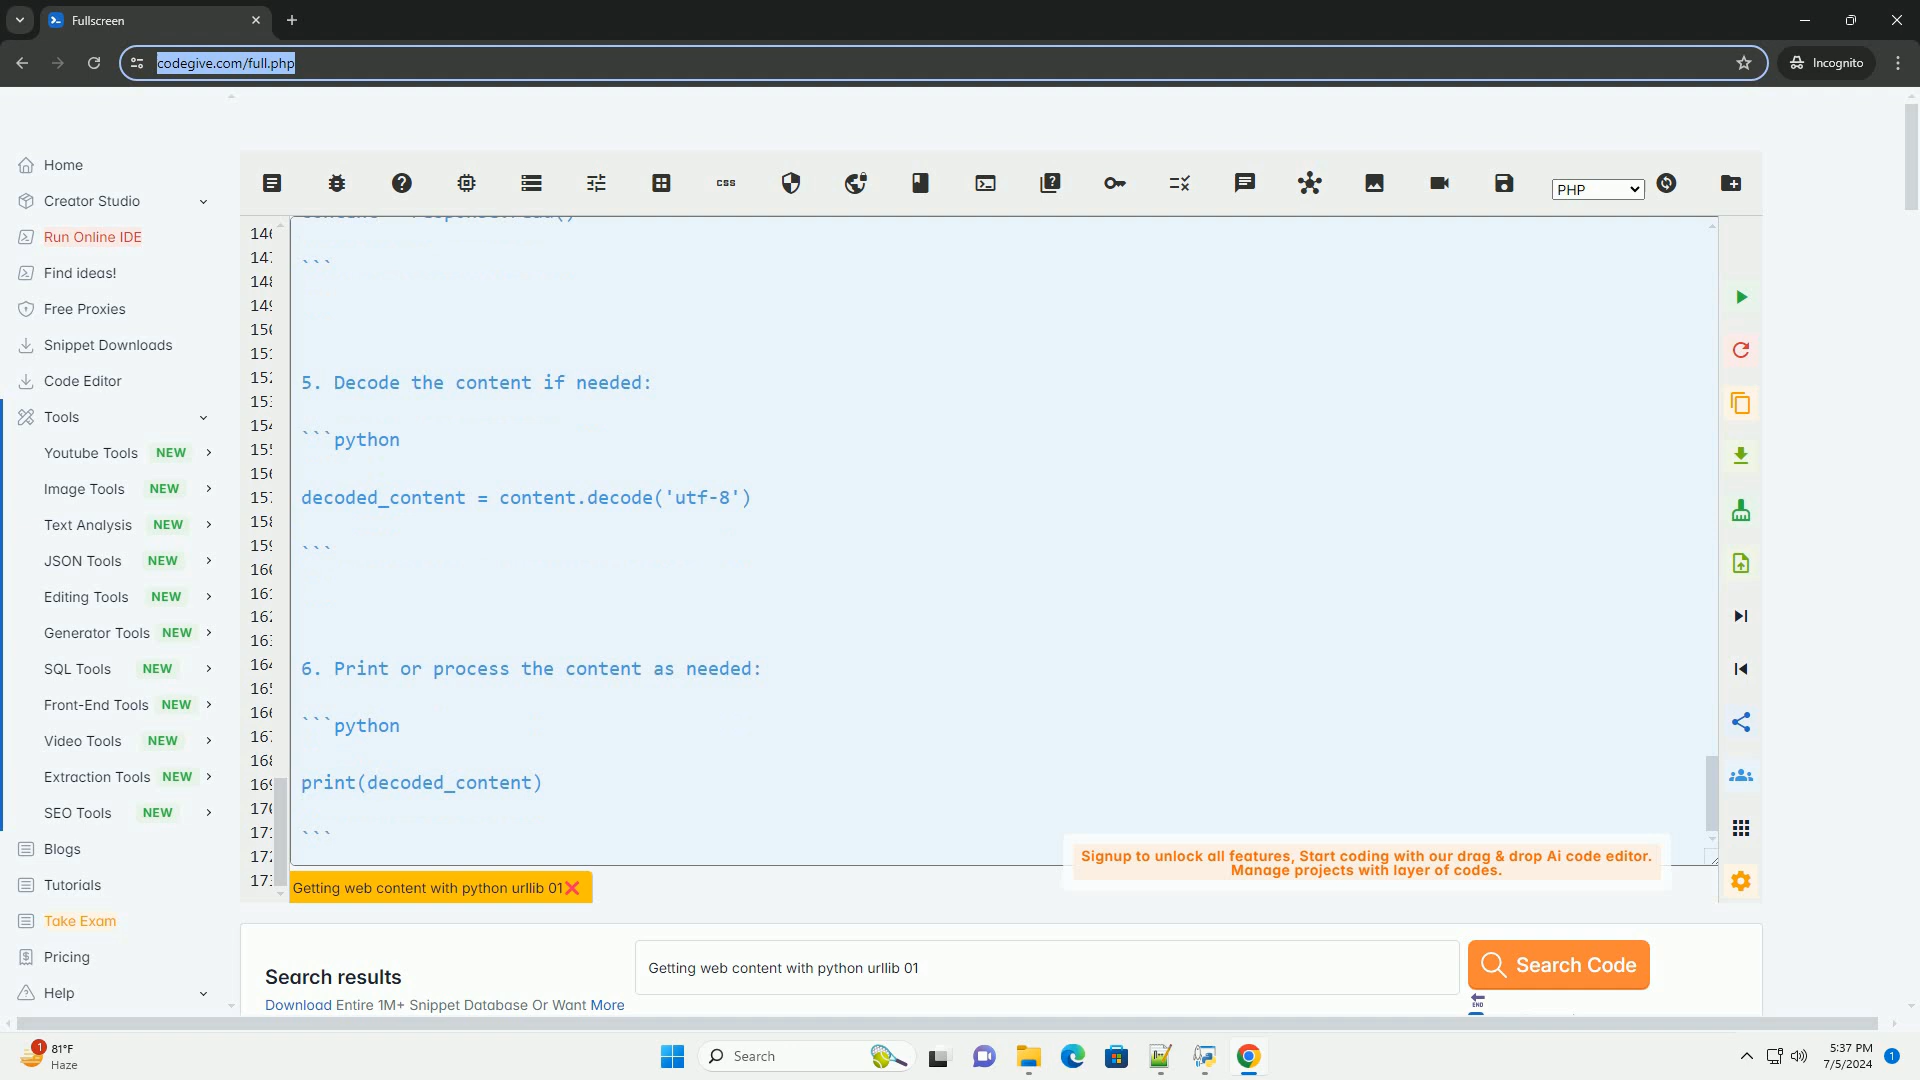 Fullscreen
codegive.com/full.php
Incognito
Home
Creator Studio
Run Online IDE
Find ideas!
Free Proxies
Snippet Downloads
Code Editor
Tools
Youtube Tools NEW
Image Tools NEW
Text Analysis NEW
JSON Tools NEW
Editing Tools NEW
Generator Tools NEW
SQL Tools NEW
Front-End Tools NEW
Video Tools NEW
Extraction Tools NEW
SEO Tools NEW
Blogs
Tutorials
Take Exam
Pricing
Help
CSS
PHP
```
5. Decode the content if needed:
```python
decoded_content = content.decode('utf-8')
```
6. Print or process the content as needed:
```python
print(decoded_content)
```
Signup to unlock all features, Start coding with our drag & drop Ai code editor.
Manage projects with layer of codes.
Getting web content with python urllib 01
Search results
Download Entire 1M+ Snippet Database Or Want More
Getting web content with python urllib 01
Search Code
END
1
81°F
Haze
Search
5:37 PM
7/5/2024
1